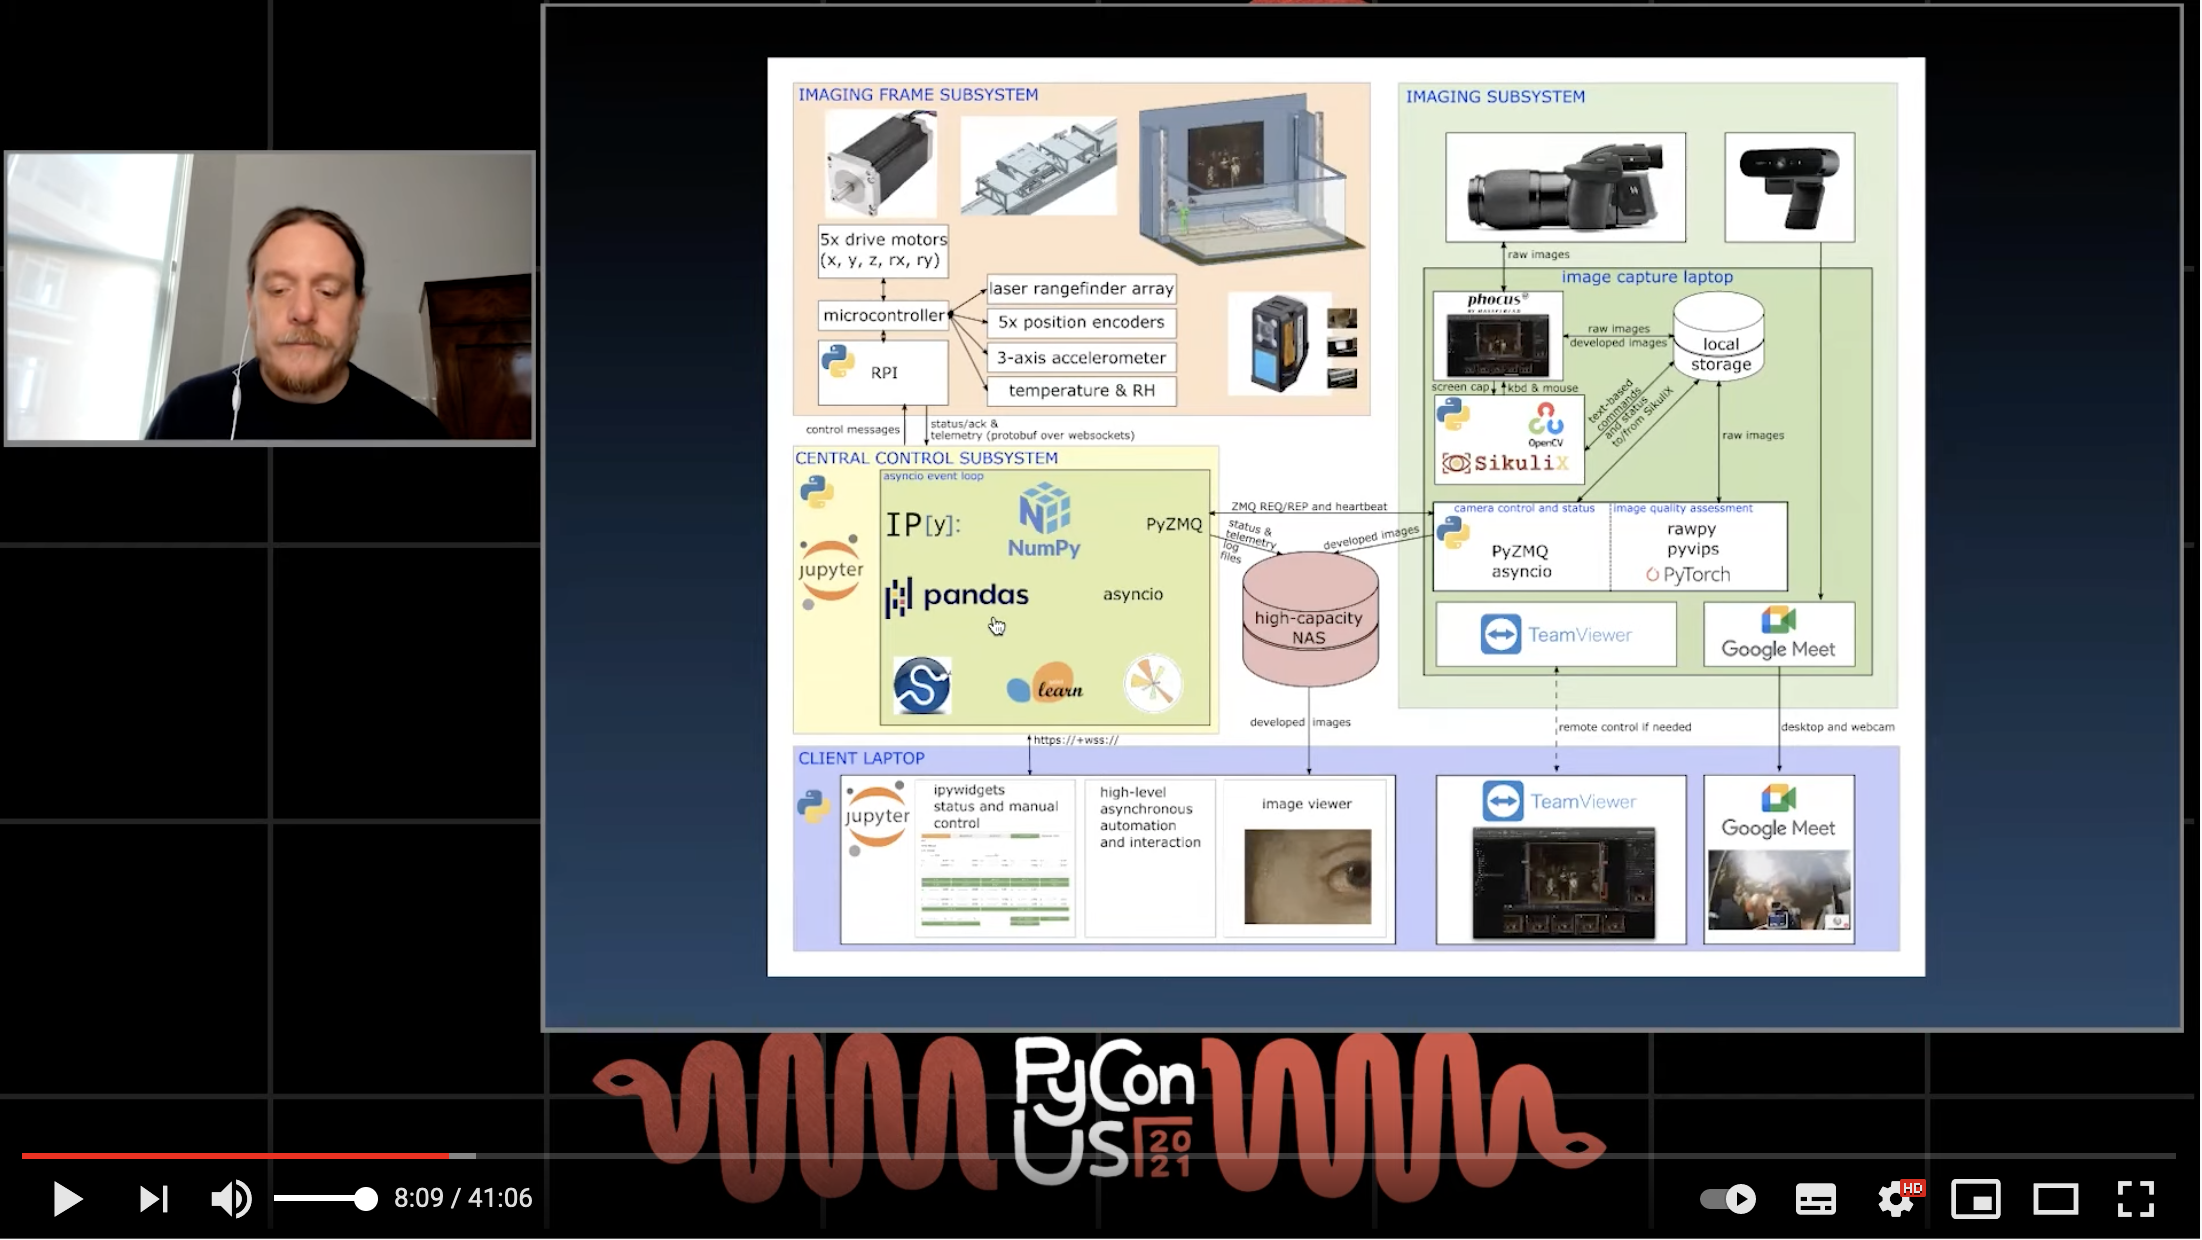 IMAGING FRAME SUBSYSTEM
5x drive motors
(x, y, z, rx, ry)
microcontroller
RPI
laser rangefinder array
5x position encoders
3-axis accelerometer
temperature & RH
control messages
status/ack &
telemetry (protobuf over websockets)
CENTRAL CONTROL SUBSYSTEM
asyncio event loop
jupyter
IP[y]:
NumPy
PyZMQ
pandas
asyncio
learn
ZMQ REQ/REP and heartbeat
status &
telemetry
log
files
developed images
high-capacity
NAS
developed images
IMAGING SUBSYSTEM
raw images
image capture laptop
phocus
raw images
developed images
local
storage
screen cap
kbd & mouse
OpenCV
SikuliX
text-based
commands
and status
to/from SikuliX
raw images
camera control and status
PyZMQ
asyncio
image quality assessment
rawpy
pyvips
PyTorch
TeamViewer
Google Meet
remote control if needed
desktop and webcam
https://+wss://
CLIENT LAPTOP
jupyter
ipywidgets
status and manual
control
high-level
asynchronous
automation
and interaction
image viewer
TeamViewer
Google Meet
PyCon
US
20
21
8:09 / 41:06
HD